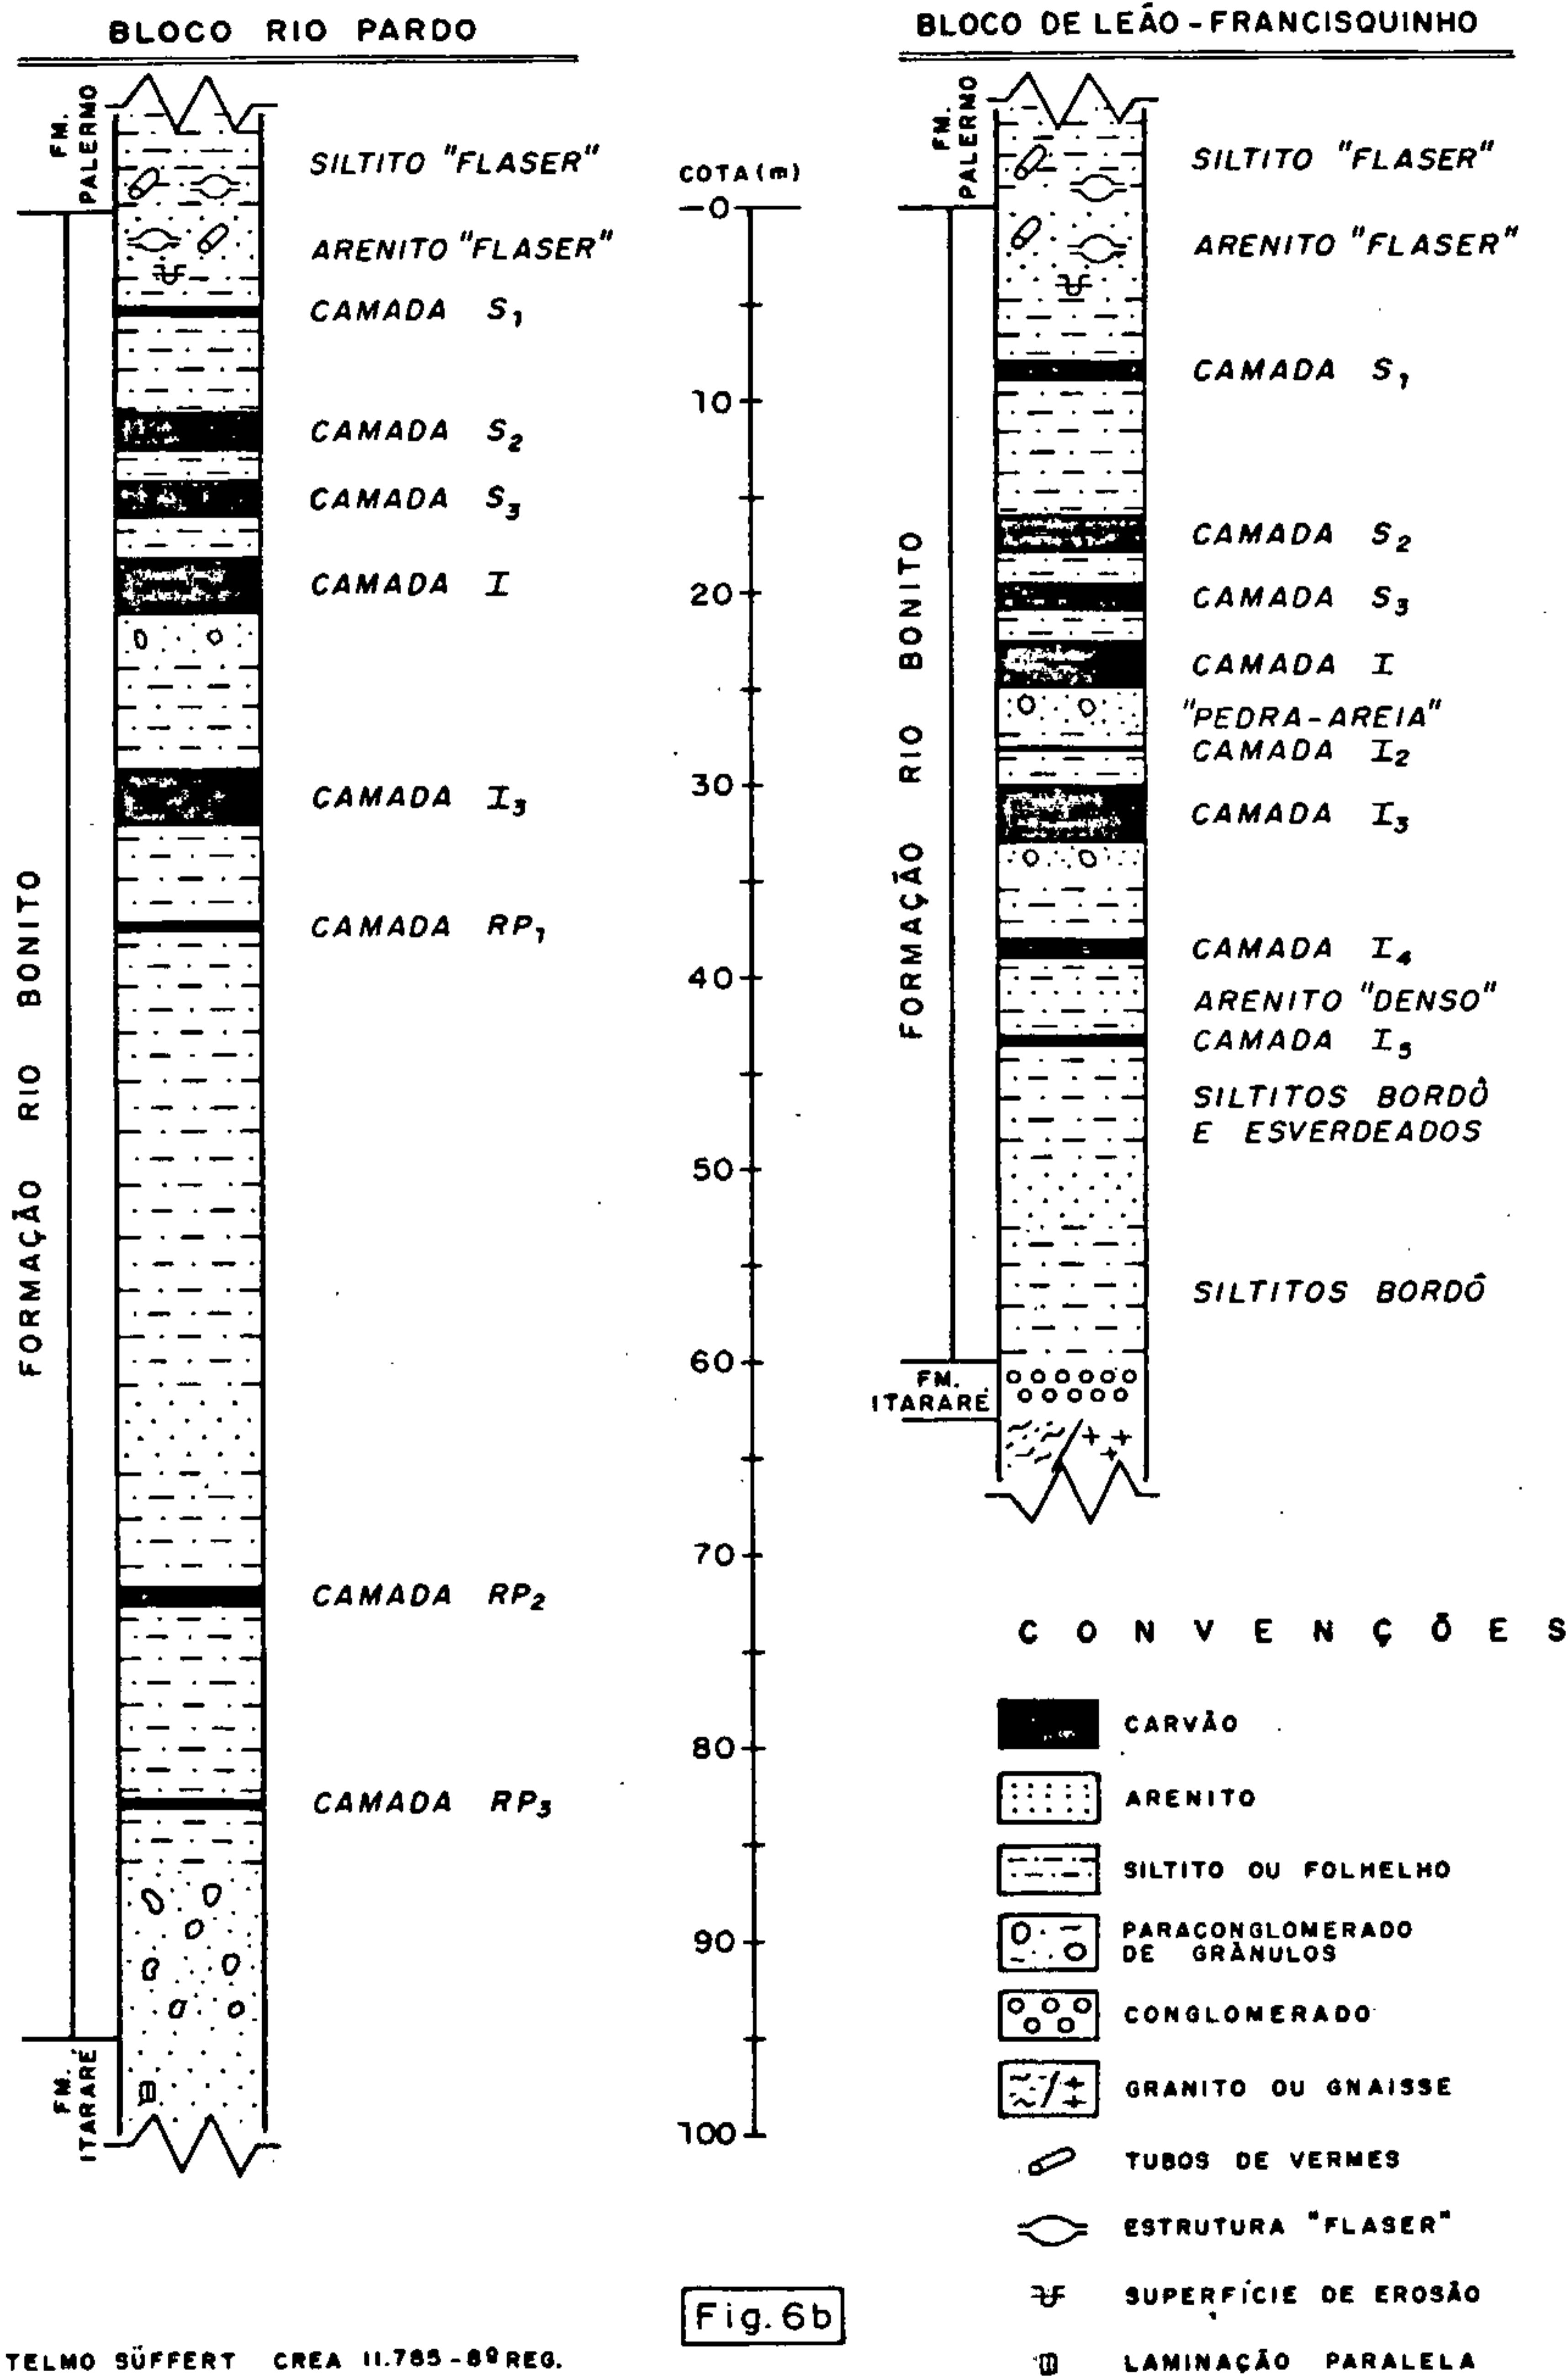 BLOCO RIO PARDO
FM. PALERMO
SILTITO "FLASER"
ARENITO "FLASER"
CAMADA S1
CAMADA S2
CAMADA S3
CAMADA I
CAMADA I3
CAMADA RP1
CAMADA RP2
CAMADA RP3
FORMAÇÃO RIO BONITO
FM. ITARARÉ
COTA (m)
0
10
20
30
40
50
60
70
80
90
100
BLOCO DE LEÃO - FRANCISQUINHO
FM. PALERMO
SILTITO "FLASER"
ARENITO "FLASER"
CAMADA S1
CAMADA S2
CAMADA S3
CAMADA I
"PEDRA-AREIA"
CAMADA I2
CAMADA I3
CAMADA I4
ARENITO "DENSO"
CAMADA I5
SILTITOS BORDÔ
E ESVERDEADOS
SILTITOS BORDÔ
FORMAÇÃO RIO BONITO
FM.
ITARARÉ
CONVENÇÕES
CARVÃO
ARENITO
SILTITO OU FOLHELHO
PARACONGLOMERADO
DE GRÂNULOS
CONGLOMERADO
GRANITO OU GNAISSE
TUBOS DE VERMES
ESTRUTURA "FLASER"
SUPERFÍCIE DE EROSÃO
LAMINAÇÃO PARALELA
Fig. 6b
TELMO SÜFFERT CREA 11.785-8º REG.